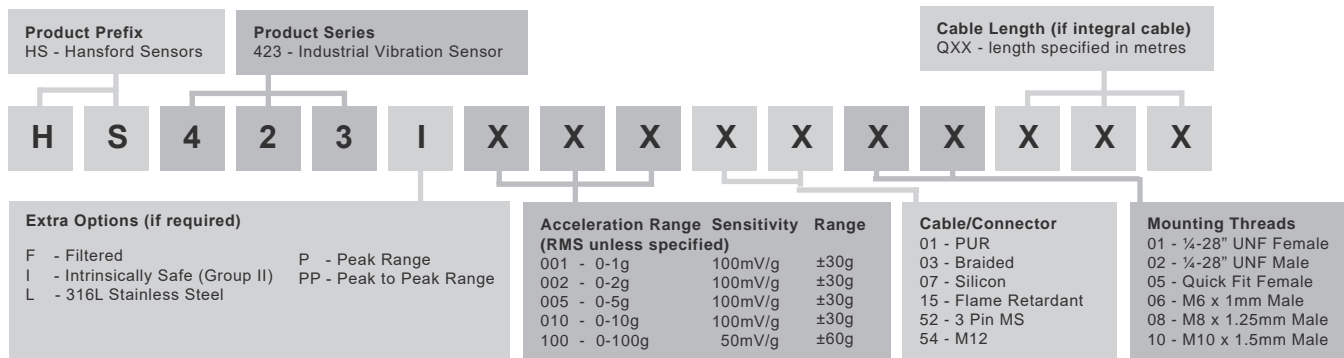 Product Prefix
HS - Hansford Sensors
Product Series
423 - Industrial Vibration Sensor
Cable Length (if integral cable)
QXX - length specified in metres
H S 4 2 3 I X X X X X X X X X X
Extra Options (if required)
F - Filtered
I - Intrinsically Safe (Group II)
L - 316L Stainless Steel
P - Peak Range
PP - Peak to Peak Range
Acceleration Range Sensitivity Range
(RMS unless specified)
001 - 0-1g 100mV/g ±30g
002 - 0-2g 100mV/g ±30g
005 - 0-5g 100mV/g ±30g
010 - 0-10g 100mV/g ±30g
100 - 0-100g 50mV/g ±60g
Cable/Connector
01 - PUR
03 - Braided
07 - Silicon
15 - Flame Retardant
52 - 3 Pin MS
54 - M12
Mounting Threads
01 - ¼-28” UNF Female
02 - ¼-28” UNF Male
05 - Quick Fit Female
06 - M6 x 1mm Male
08 - M8 x 1.25mm Male
10 - M10 x 1.5mm Male